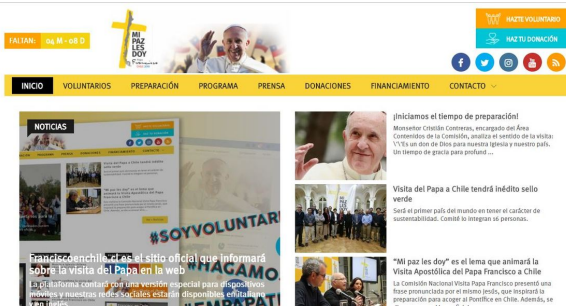 HAZTE VOLUNTARIO
HAZ TU DONACIÓN
FALTAN: 04 M - 08 D
MI
PAZ
LES
DOY
INICIO VOLUNTARIOS PREPARACIÓN PROGRAMA PRENSA DONACIONES FINANCIAMIENTO CONTACTO
NOTICIAS
#SOYVOLUNTAR
#HAGAMO
Franciscoenchile.cl es el sitio oficial que informará
sobre la visita del Papa en la web
La plataforma contará con una versión especial para dispositivos
móviles y nuestras redes sociales estarán disponibles en italiano
y en inglés.
¡Iniciamos el tiempo de preparación!
Monseñor Cristián Contreras, encargado del Área
Contenidos de la Comisión, analiza el sentido de la visita:
\"Es un don de Dios para nuestra Iglesia y nuestro país.
Un tiempo de gracia para profund ...
Visita del Papa a Chile tendrá inédito sello
verde
Será el primer país del mundo en tener el carácter de
sustentabilidad. Comité lo integran 16 personas.
"Mi paz les doy" es el lema que animará la
Visita Apostólica del Papa Francisco a Chile
La Comisión Nacional Visita Papa Francisco presentó una
frase pronunciada por el mismo Jesús, que inspirará la
preparación para acoger al Pontífice en Chile. Además, se